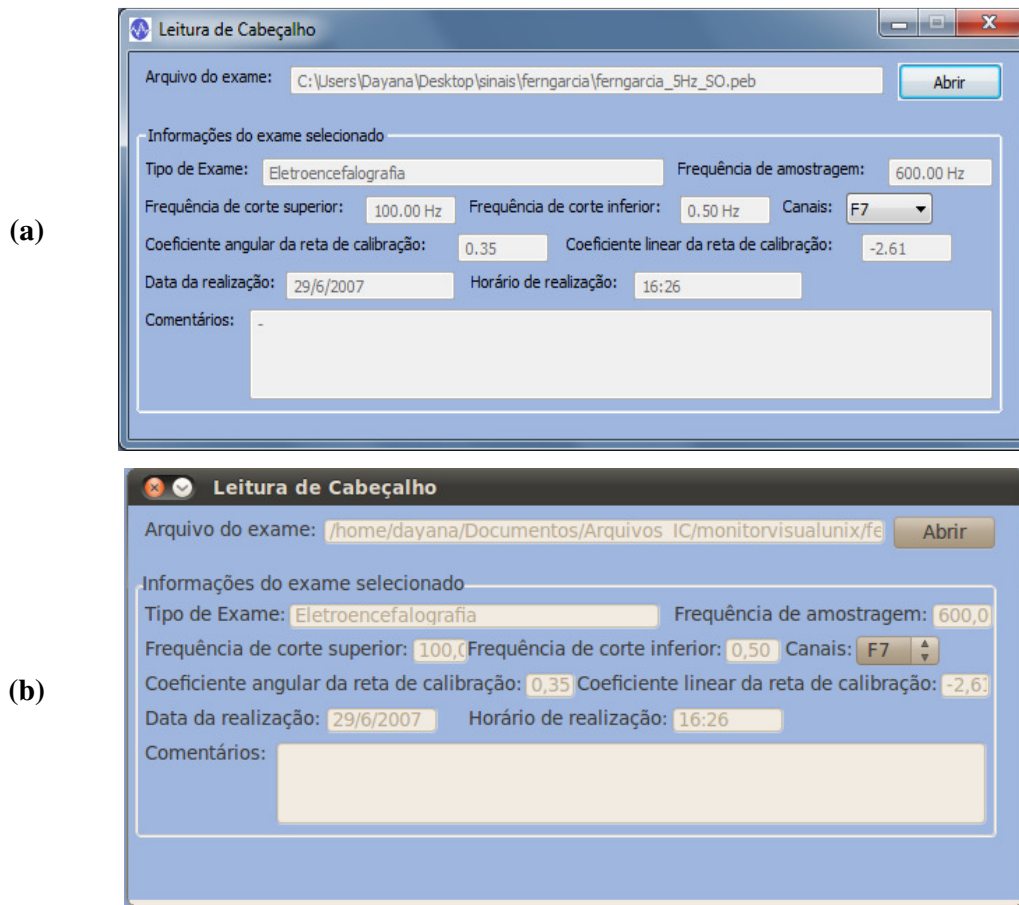 Leitura de Cabeçalho
Arquivo do exame: C:\Users\Dayana\Desktop\sinais\ferngarcia\ferngarcia_5Hz_SO.peb Abrir
Informações do exame selecionado
Tipo de Exame: Eletroencefalografia Frequência de amostragem: 600.00 Hz
(a)
Frequência de corte superior: 100.00 Hz Frequência de corte inferior: 0.50 Hz Canais: F7
Coeficiente angular da reta de calibração: 0.35 Coeficiente linear da reta de calibração: -2.61
Data da realização: 29/6/2007 Horário de realização: 16:26
Comentários: -
Leitura de Cabeçalho
Arquivo do exame: /home/dayana/Documentos/Arquivos_IC/monitorvisualunix/fe Abrir
Informações do exame selecionado
Tipo de Exame: Eletroencefalografia Frequência de amostragem: 600,0
Frequência de corte superior: 100,0 Frequência de corte inferior: 0,50 Canais: F7
(b)
Coeficiente angular da reta de calibração: 0,35 Coeficiente linear da reta de calibração: -2,61
Data da realização: 29/6/2007 Horário de realização: 16:26
Comentários: